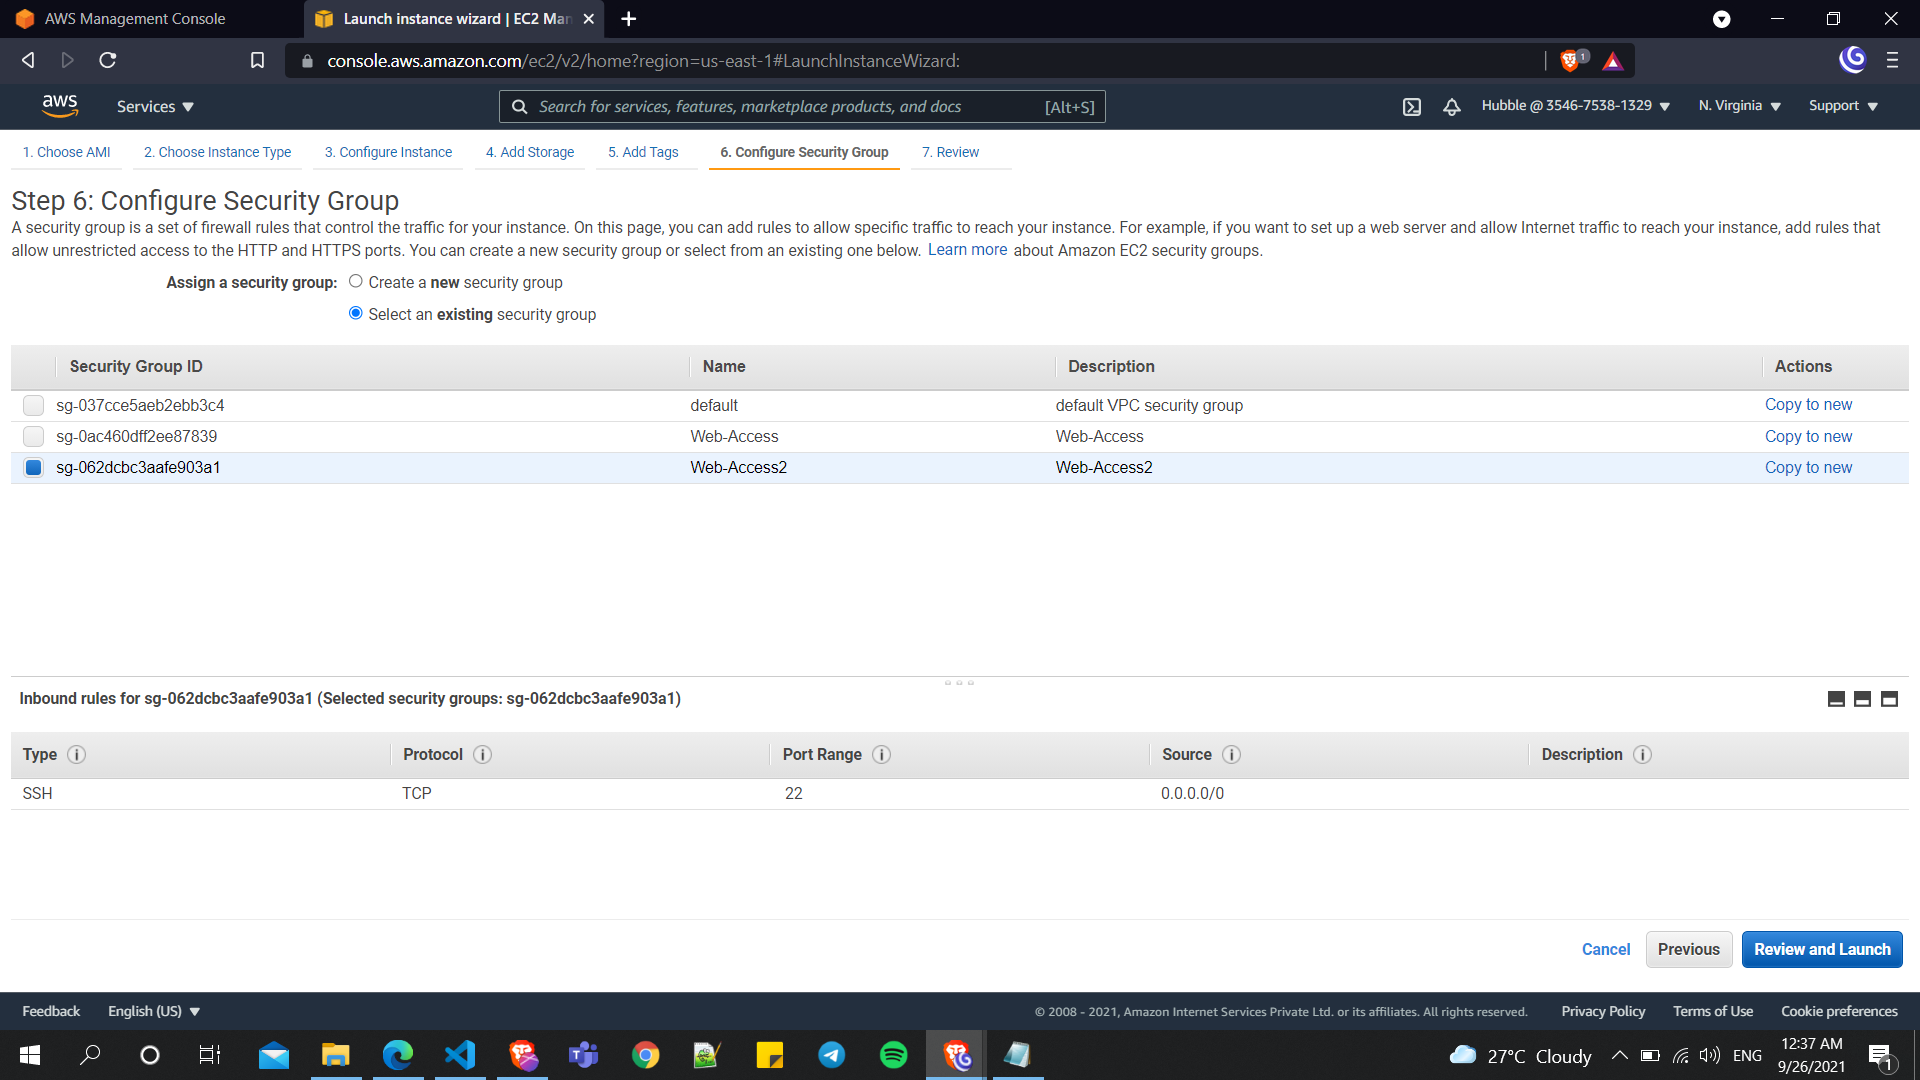 AWS Management Console
Launch instance wizard | EC2 Man
console.aws.amazon.com/ec2/v2/home?region=us-east-1#LaunchInstanceWizard:
1
aws
Services
Search for services, features, marketplace products, and docs
[Alt+S]
Hubble @ 3546-7538-1329
N. Virginia
Support
1. Choose AMI
2. Choose Instance Type
3. Configure Instance
4. Add Storage
5. Add Tags
6. Configure Security Group
7. Review
Step 6: Configure Security Group
A security group is a set of firewall rules that control the traffic for your instance. On this page, you can add rules to allow specific traffic to reach your instance. For example, if you want to set up a web server and allow Internet traffic to reach your instance, add rules that
allow unrestricted access to the HTTP and HTTPS ports. You can create a new security group or select from an existing one below. Learn more about Amazon EC2 security groups.
Assign a security group:
Create a new security group
Select an existing security group
Security Group ID
Name
Description
Actions
sg-037cce5aeb2ebb3c4
default
default VPC security group
Copy to new
sg-0ac460dff2ee87839
Web-Access
Web-Access
Copy to new
sg-062dcbc3aafe903a1
Web-Access2
Web-Access2
Copy to new
Inbound rules for sg-062dcbc3aafe903a1 (Selected security groups: sg-062dcbc3aafe903a1)
Type
Protocol
Port Range
Source
Description
SSH
TCP
22
0.0.0.0/0
Cancel
Previous
Review and Launch
Feedback
English (US)
© 2008 - 2021, Amazon Internet Services Private Ltd. or its affiliates. All rights reserved.
Privacy Policy
Terms of Use
Cookie preferences
27°C Cloudy
ENG
12:37 AM
9/26/2021
1